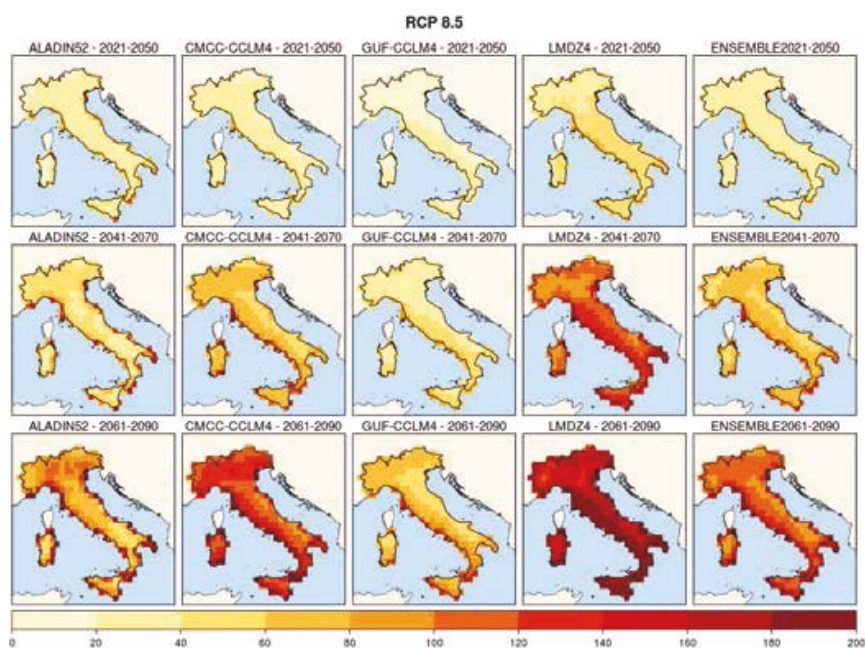 RCP 8.5
ALADIN52 - 2021-2050 CMCC-CCLM4 - 2021-2050 GUF-CCLM4 - 2021-2050 LMDZ4 - 2021-2050 ENSEMBLE2021-2050
ALADIN52 - 2041-2070 CMCC-CCLM4 - 2041-2070 GUF-CCLM4 - 2041-2070 LMDZ4 - 2041-2070 ENSEMBLE2041-2070
ALADIN52 - 2061-2090 CMCC-CCLM4 - 2061-2090 GUF-CCLM4 - 2061-2090 LMDZ4 - 2061-2090 ENSEMBLE2061-2090
0 20 40 60 80 100 120 140 160 180 200